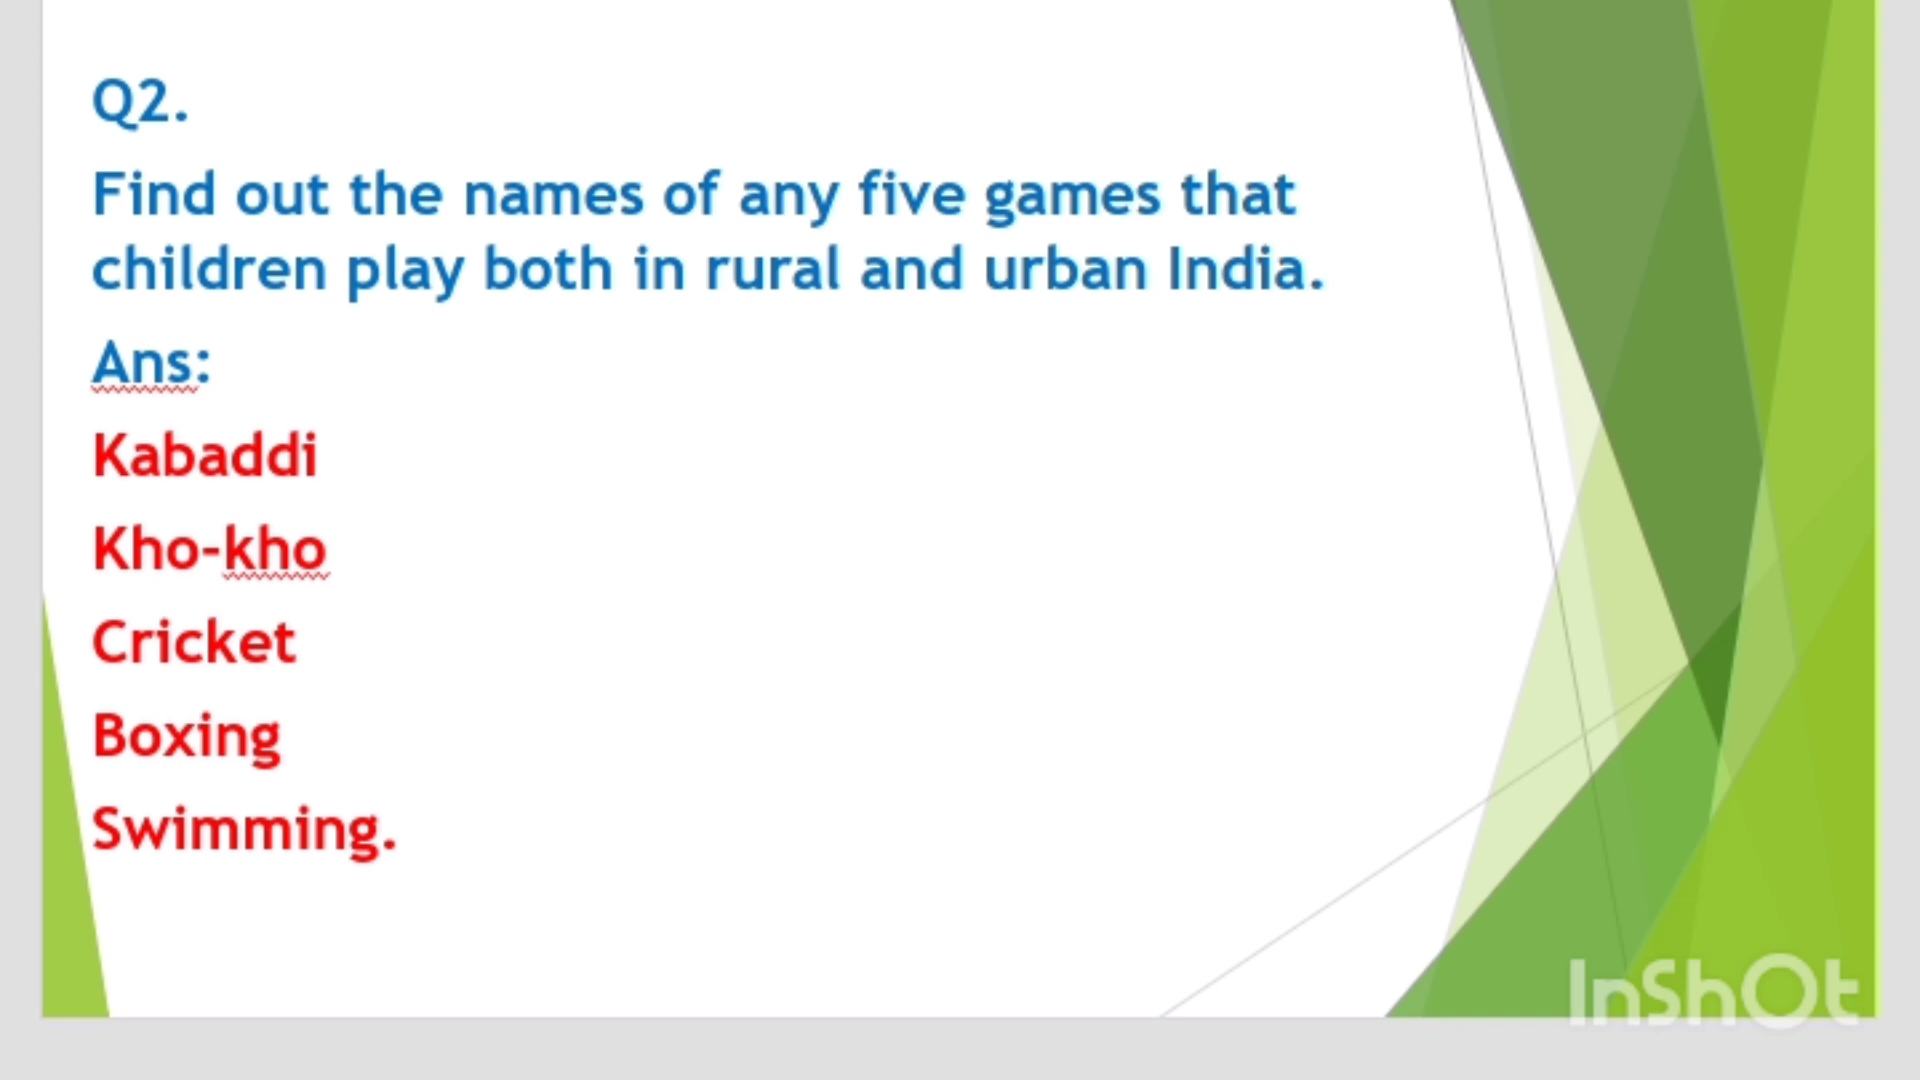 Q2.
Find out the names of any five games that
children play both in rural and urban India.
Ans:
Kabaddi
Kho-kho
Cricket
Boxing
Swimming.
InShOt